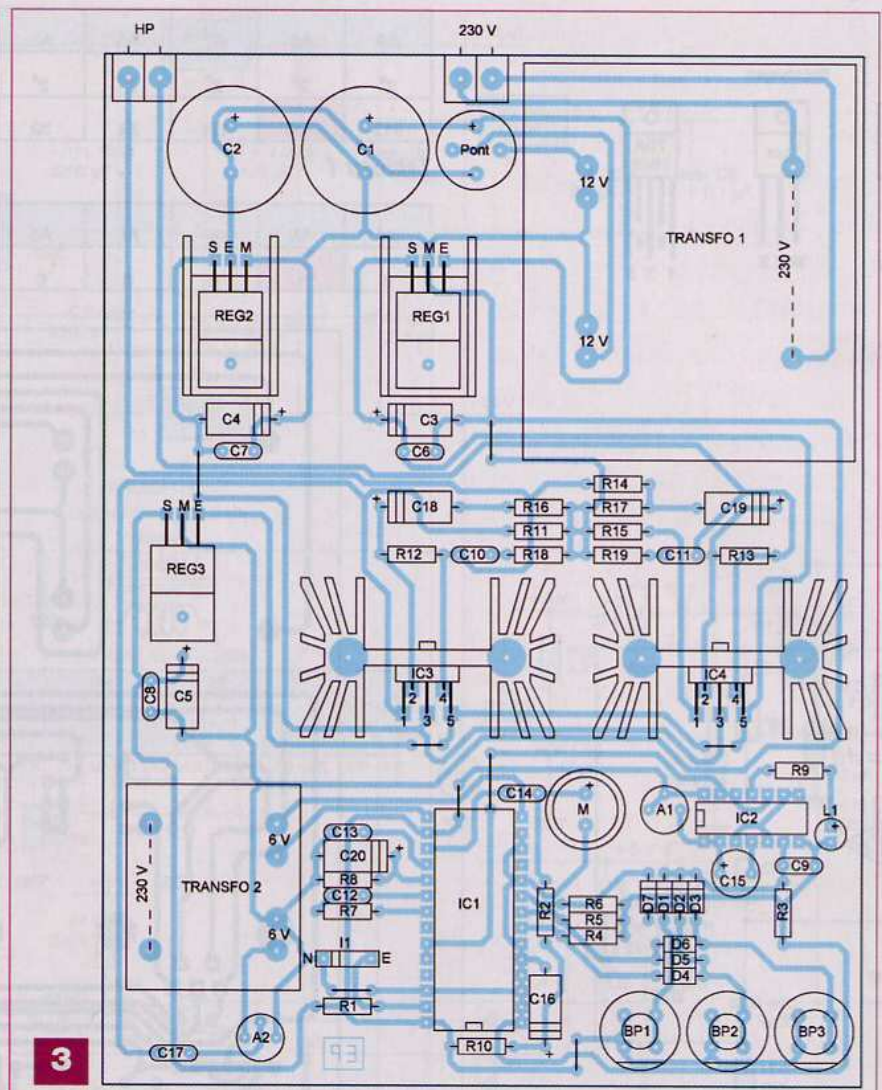 HP
230 V
+
+
+
C2
C1
Pont
-
12 V
TRANSFO 1
230 V
S E M
S M E
REG2
REG1
12 V
C4
+
+
C3
C7
C6
R14
+
C18
R16
R17
C19
+
R11
R15
S M E
R12
C10
R18
R19
C11
R13
REG3
+
IC3
IC4
C8
C5
2 4
2 4
1 3 5
1 3 5
R9
C14
+
M
A1
IC2
L1
+
C13
6 V
C20
+
+
C15
C9
230 V
TRANSFO 2
R8
C12
IC1
R2
R6
D7
D1
D2
D3
R3
R7
R5
R4
6 V
I1
N
E
D6
D5
D4
R1
C16
A2
BP1
BP2
BP3
C17
R10
+
3
EP